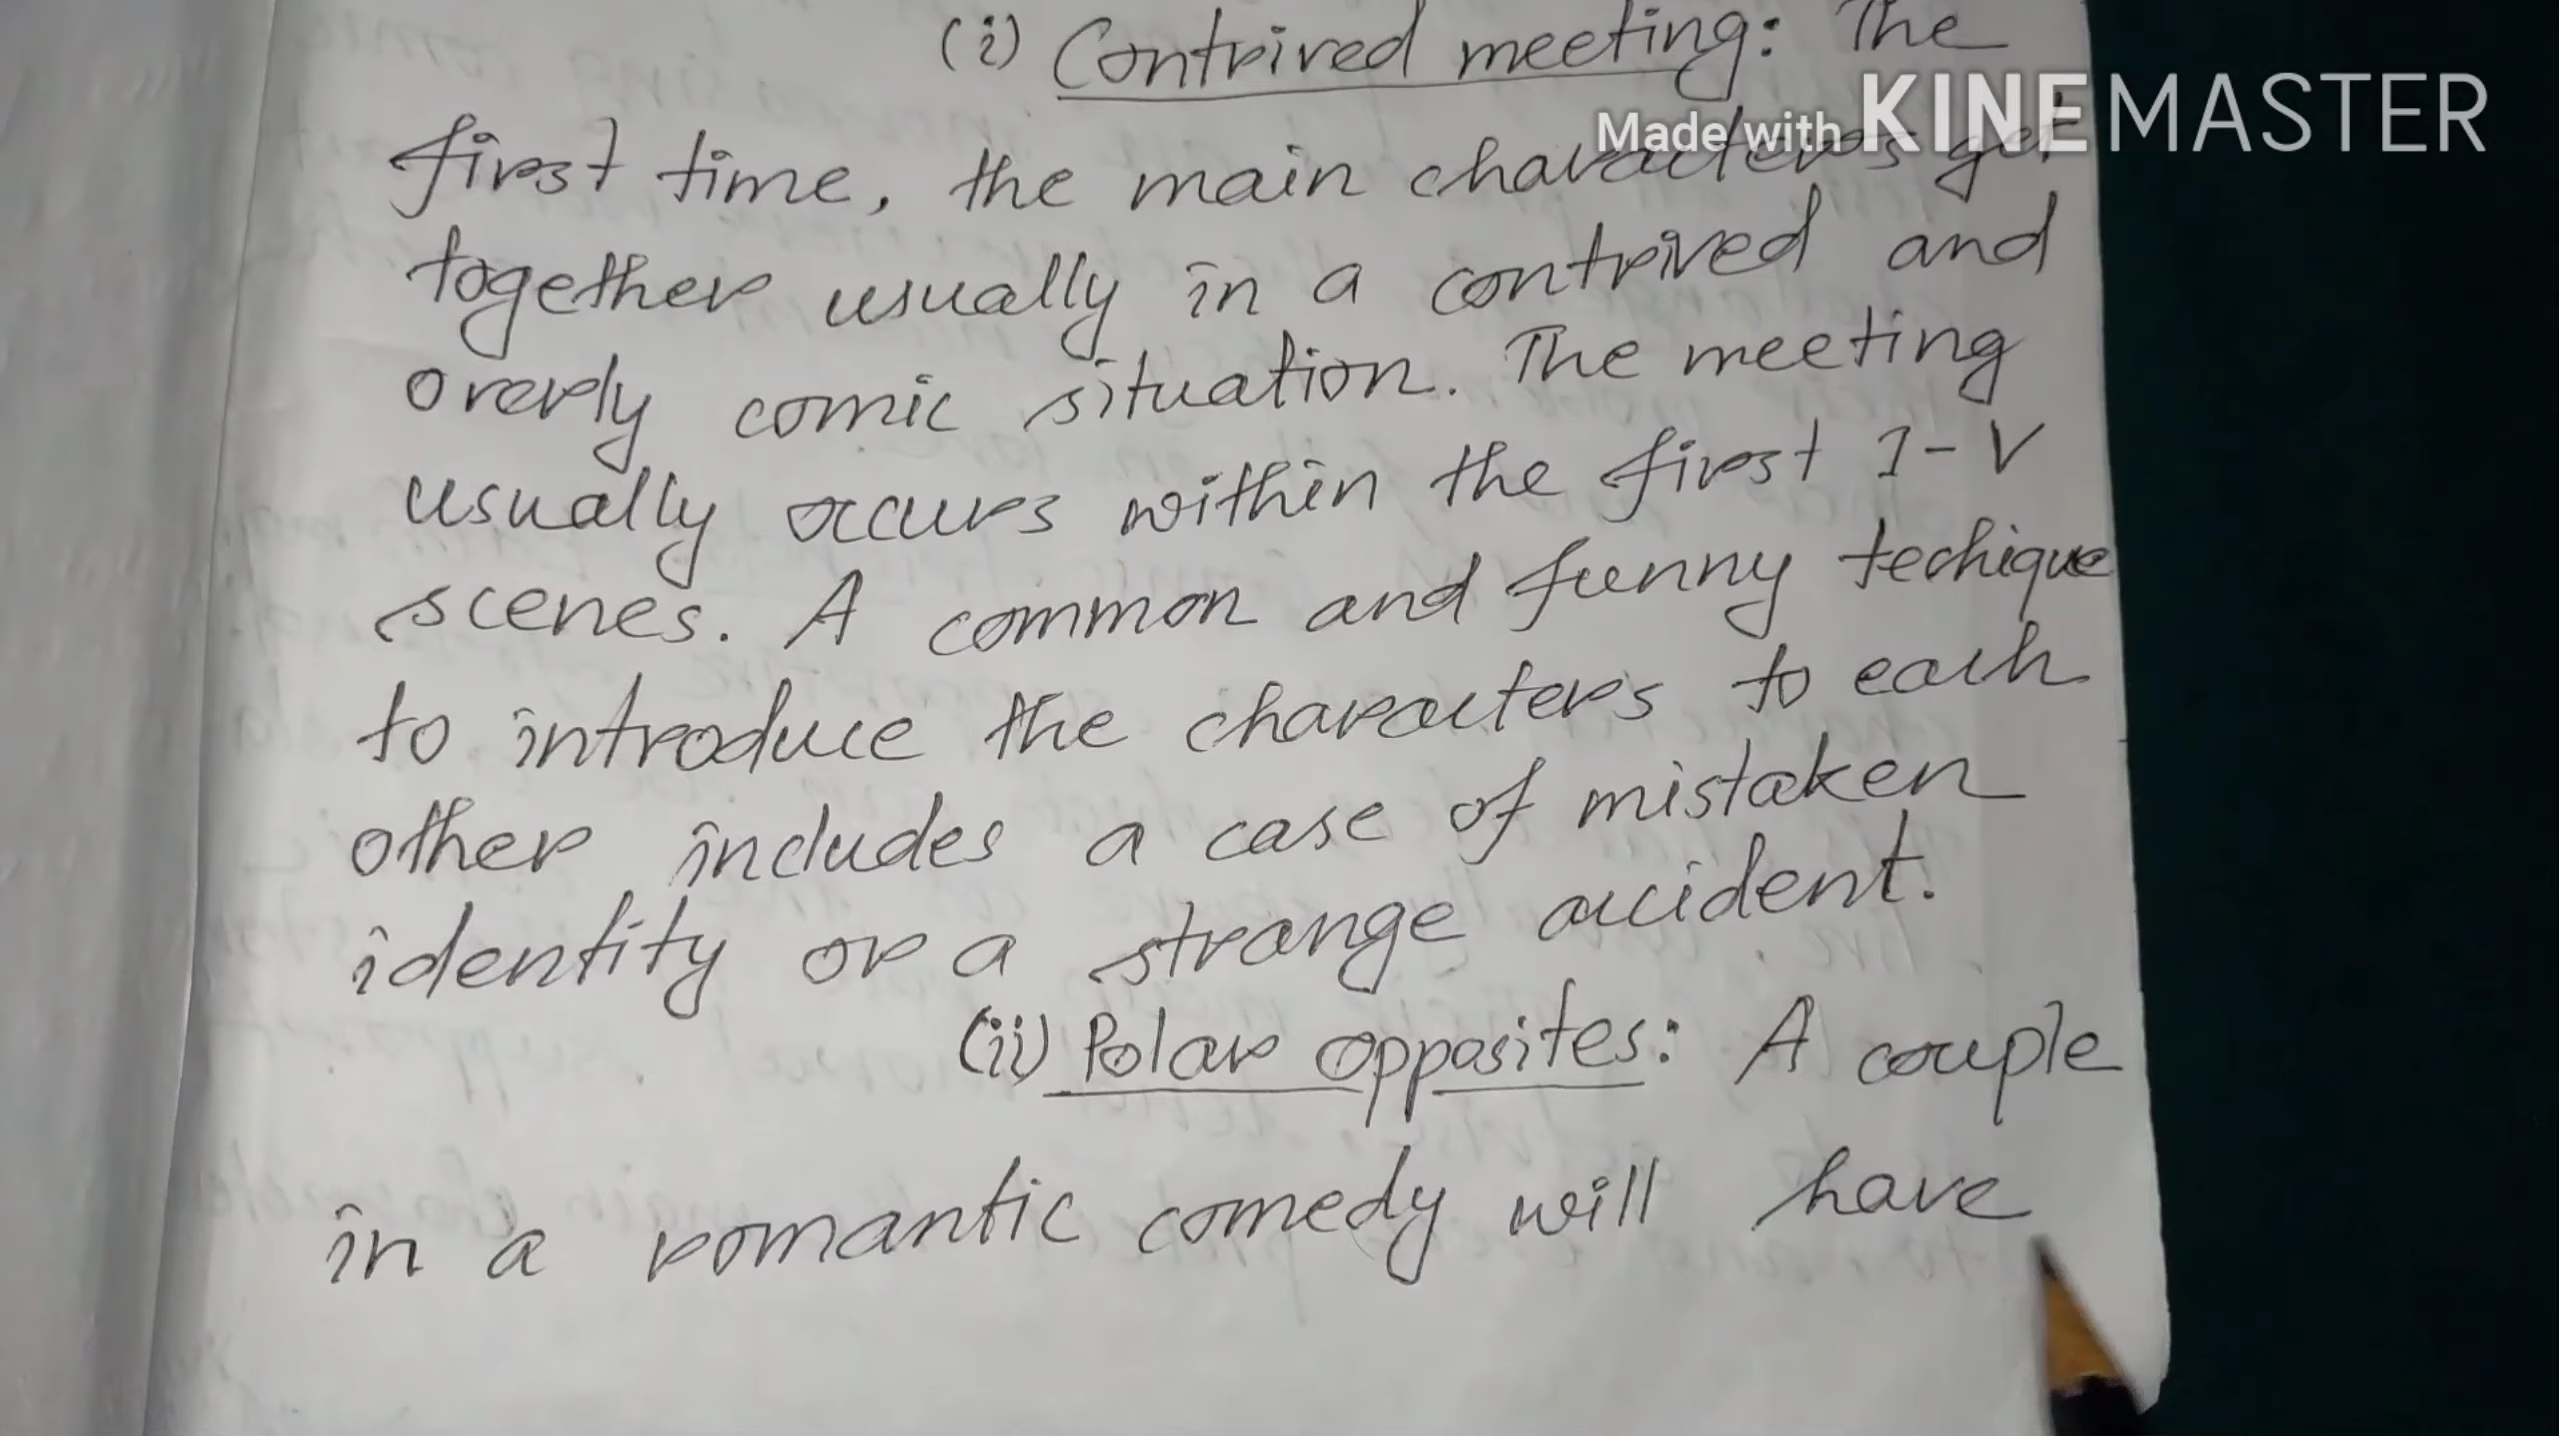 (i) Contrived meeting: The
Made with KINEMASTER
first time, the main characters get
together usually in a contrived and
overly comic situation. The meeting
usually occurs within the first I-V
scenes. A common and funny techique
to introduce the characters to each
other includes a case of mistaken
identity or a strange accident.
(ii) Polar opposites: A couple
in a romantic comedy will have